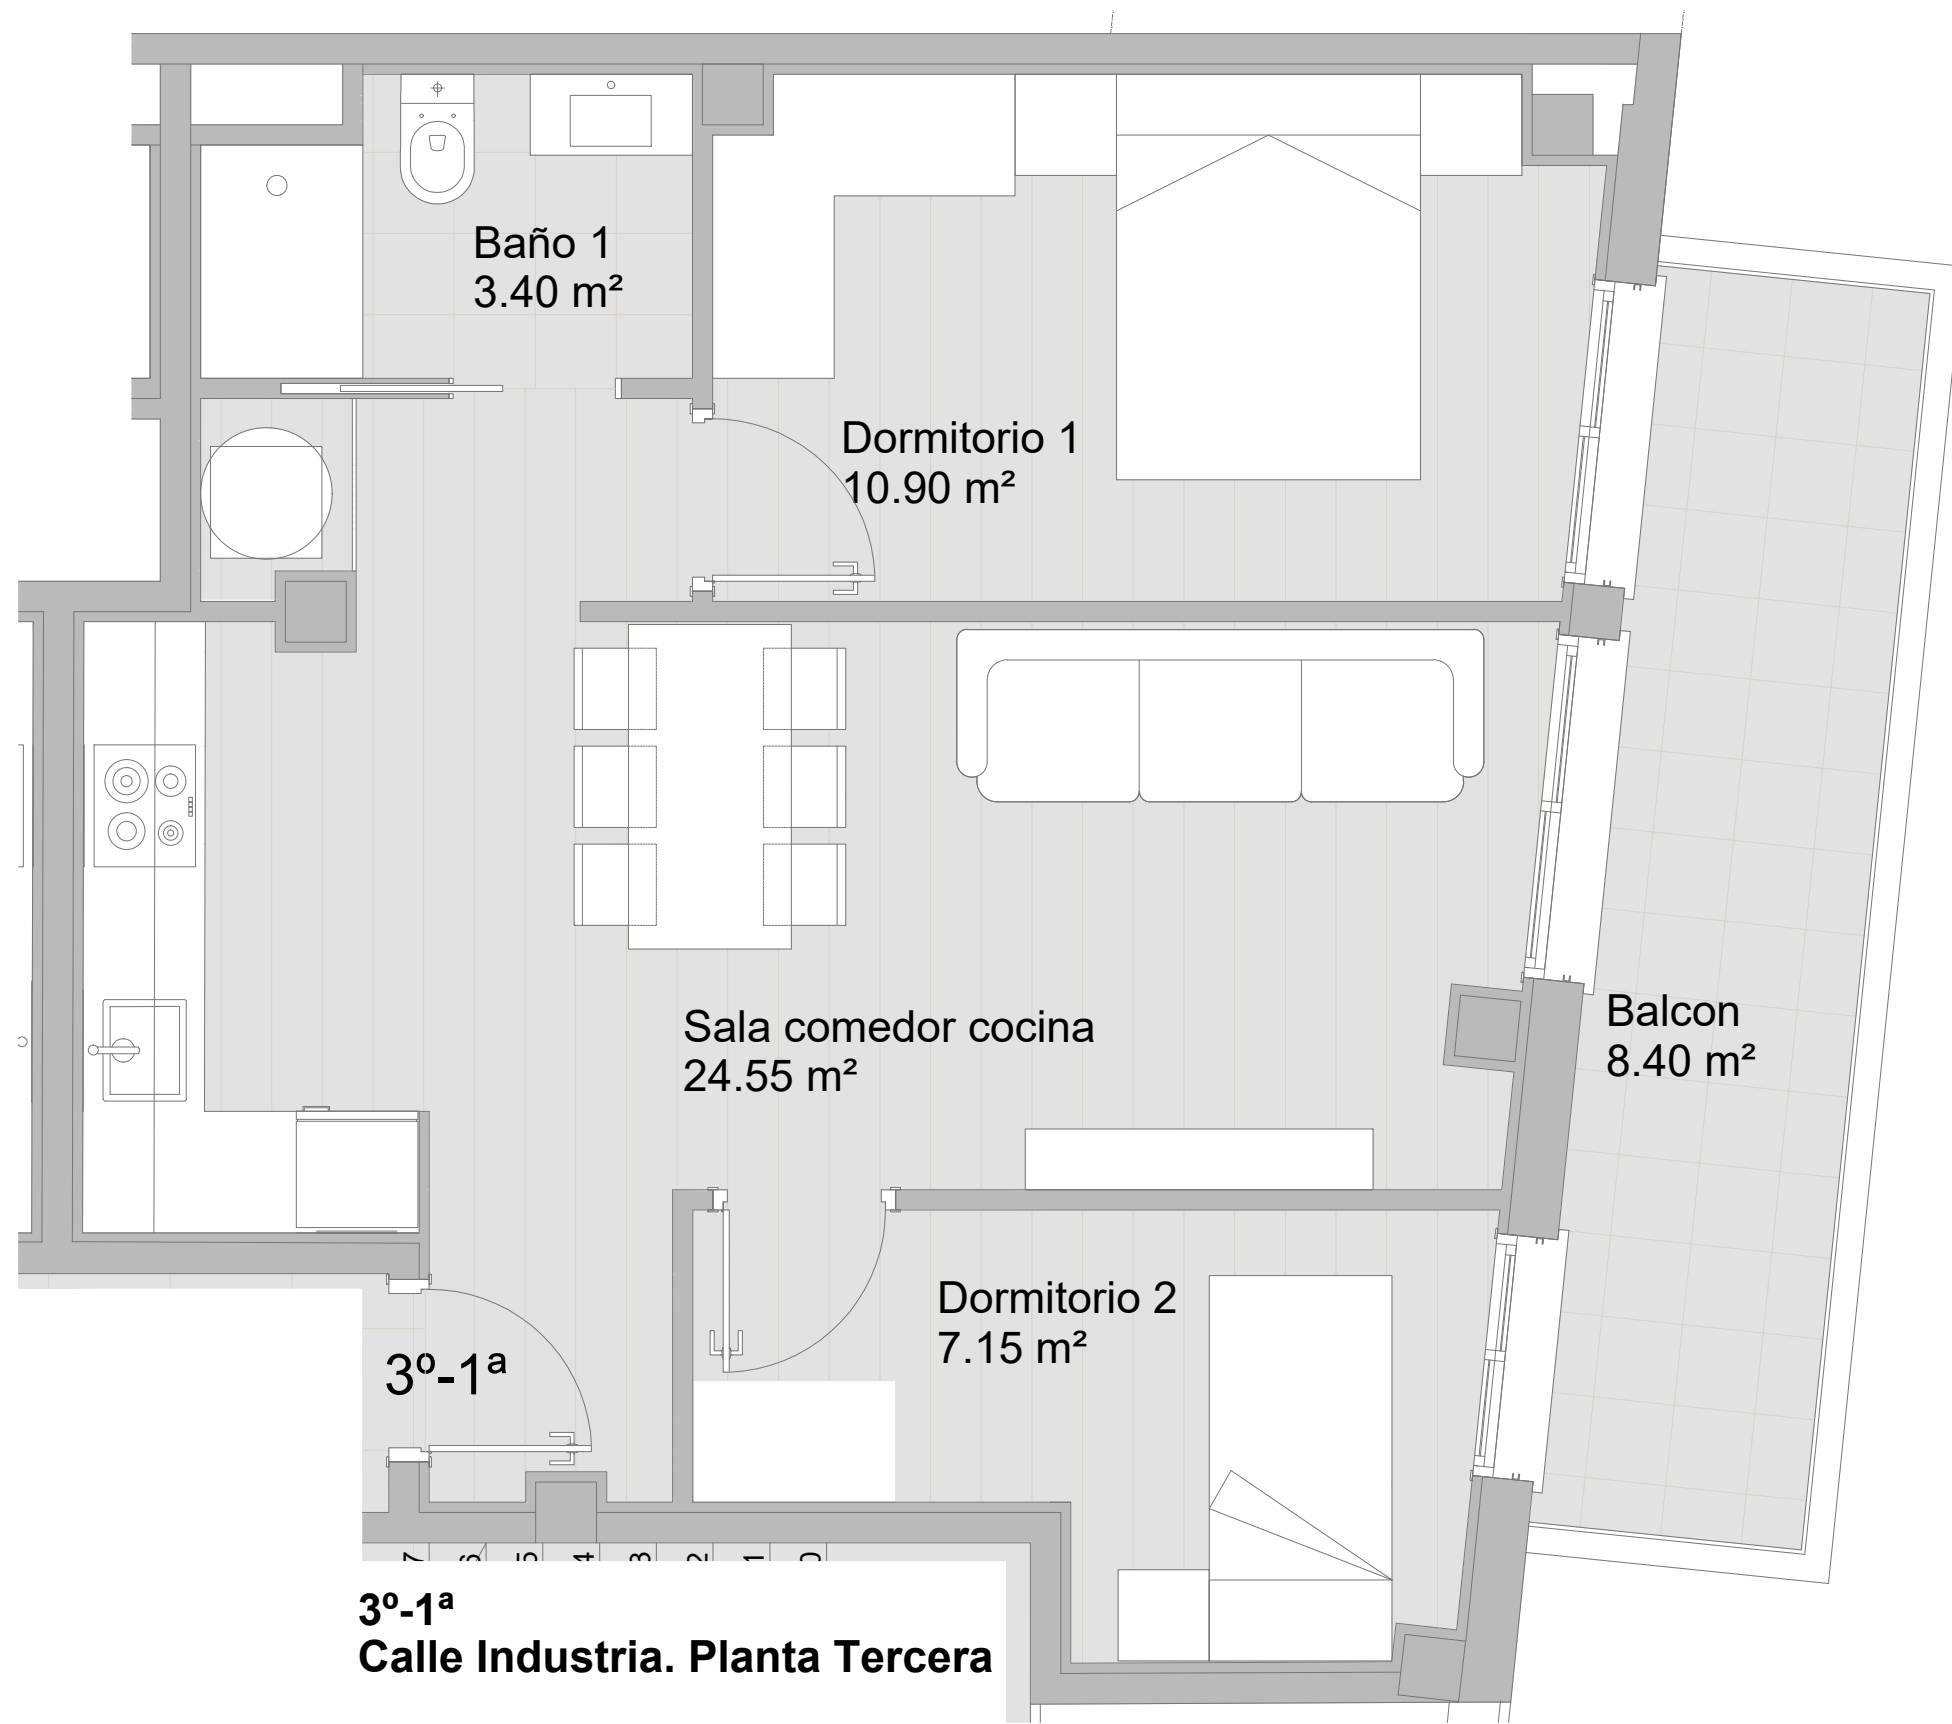 Baño 1
3.40 m²
Dormitorio 1
10.90 m²
Sala comedor cocina
24.55 m²
Balcon
8.40 m²
Dormitorio 2
7.15 m²
3º-1ª
3º-1ª
Calle Industria. Planta Tercera